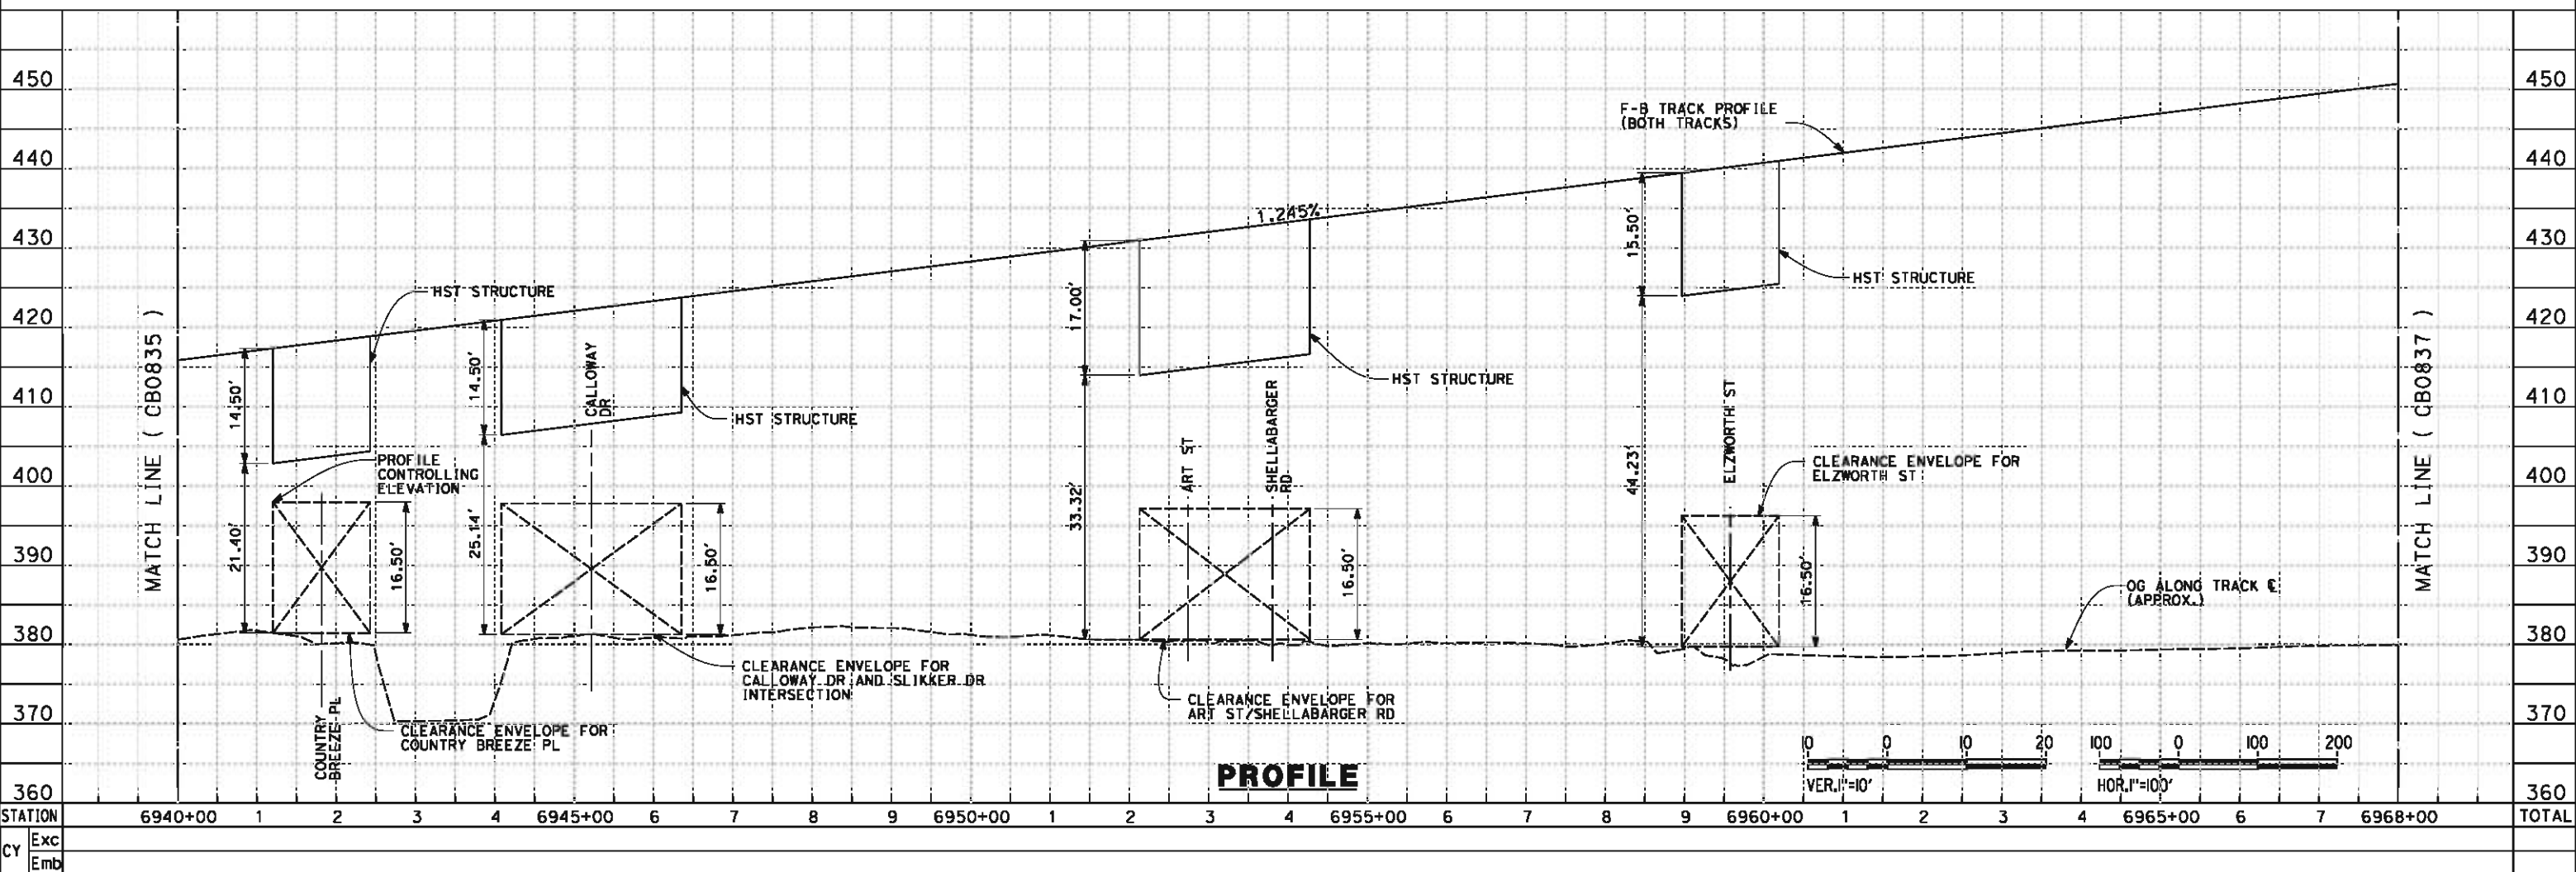 450
440
430
420
410
400
390
380
370
360
MATCH LINE ( CB0835 )
14.50'
21.40'
HST STRUCTURE
PROFILE
CONTROLLING
ELEVATION
16.50'
COUNTRY
BREEZE PL
CLEARANCE ENVELOPE FOR
COUNTRY BREEZE PL
14.50'
25.14'
CALLOWAY
DR
HST STRUCTURE
16.50'
CLEARANCE ENVELOPE FOR
CALLOWAY DR AND SLIKKER DR
INTERSECTION
17.00'
33.32'
1.245%
ART ST
SHELLABARGER
RD
HST STRUCTURE
16.50'
CLEARANCE ENVELOPE FOR
ART ST/SHELLABARGER RD
F-B TRACK PROFILE
(BOTH TRACKS)
15.50'
44.23'
HST STRUCTURE
ELZWORTH ST
CLEARANCE ENVELOPE FOR
ELZWORTH ST
16.50'
OG ALONG TRACK ℄
(APPROX.)
MATCH LINE ( CB0837 )
450
440
430
420
410
400
390
380
370
360
PROFILE
10 0 10 20
VER.1"=10'
100 0 100 200
HOR.1"=100'
STATION 6940+00 1 2 3 4 6945+00 6 7 8 9 6950+00 1 2 3 4 6955+00 6 7 8 9 6960+00 1 2 3 4 6965+00 6 7 6968+00 TOTAL
CY
Exc
Emb